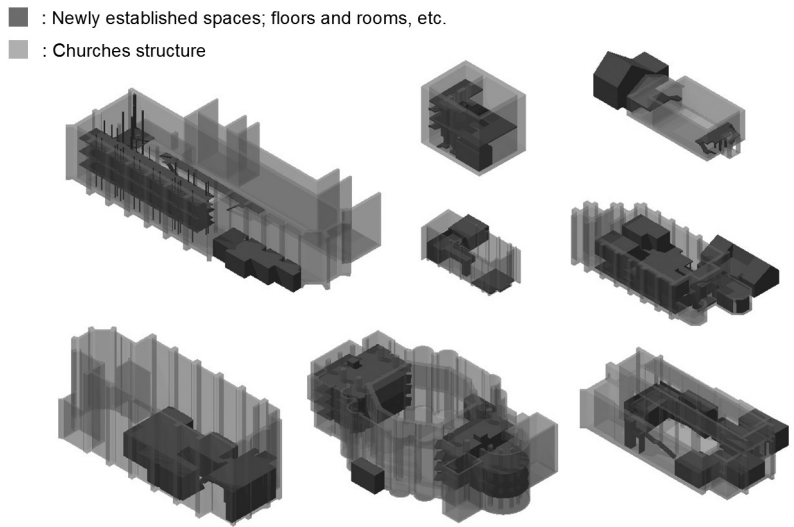 : Newly established spaces; floors and rooms, etc.
: Churches structure